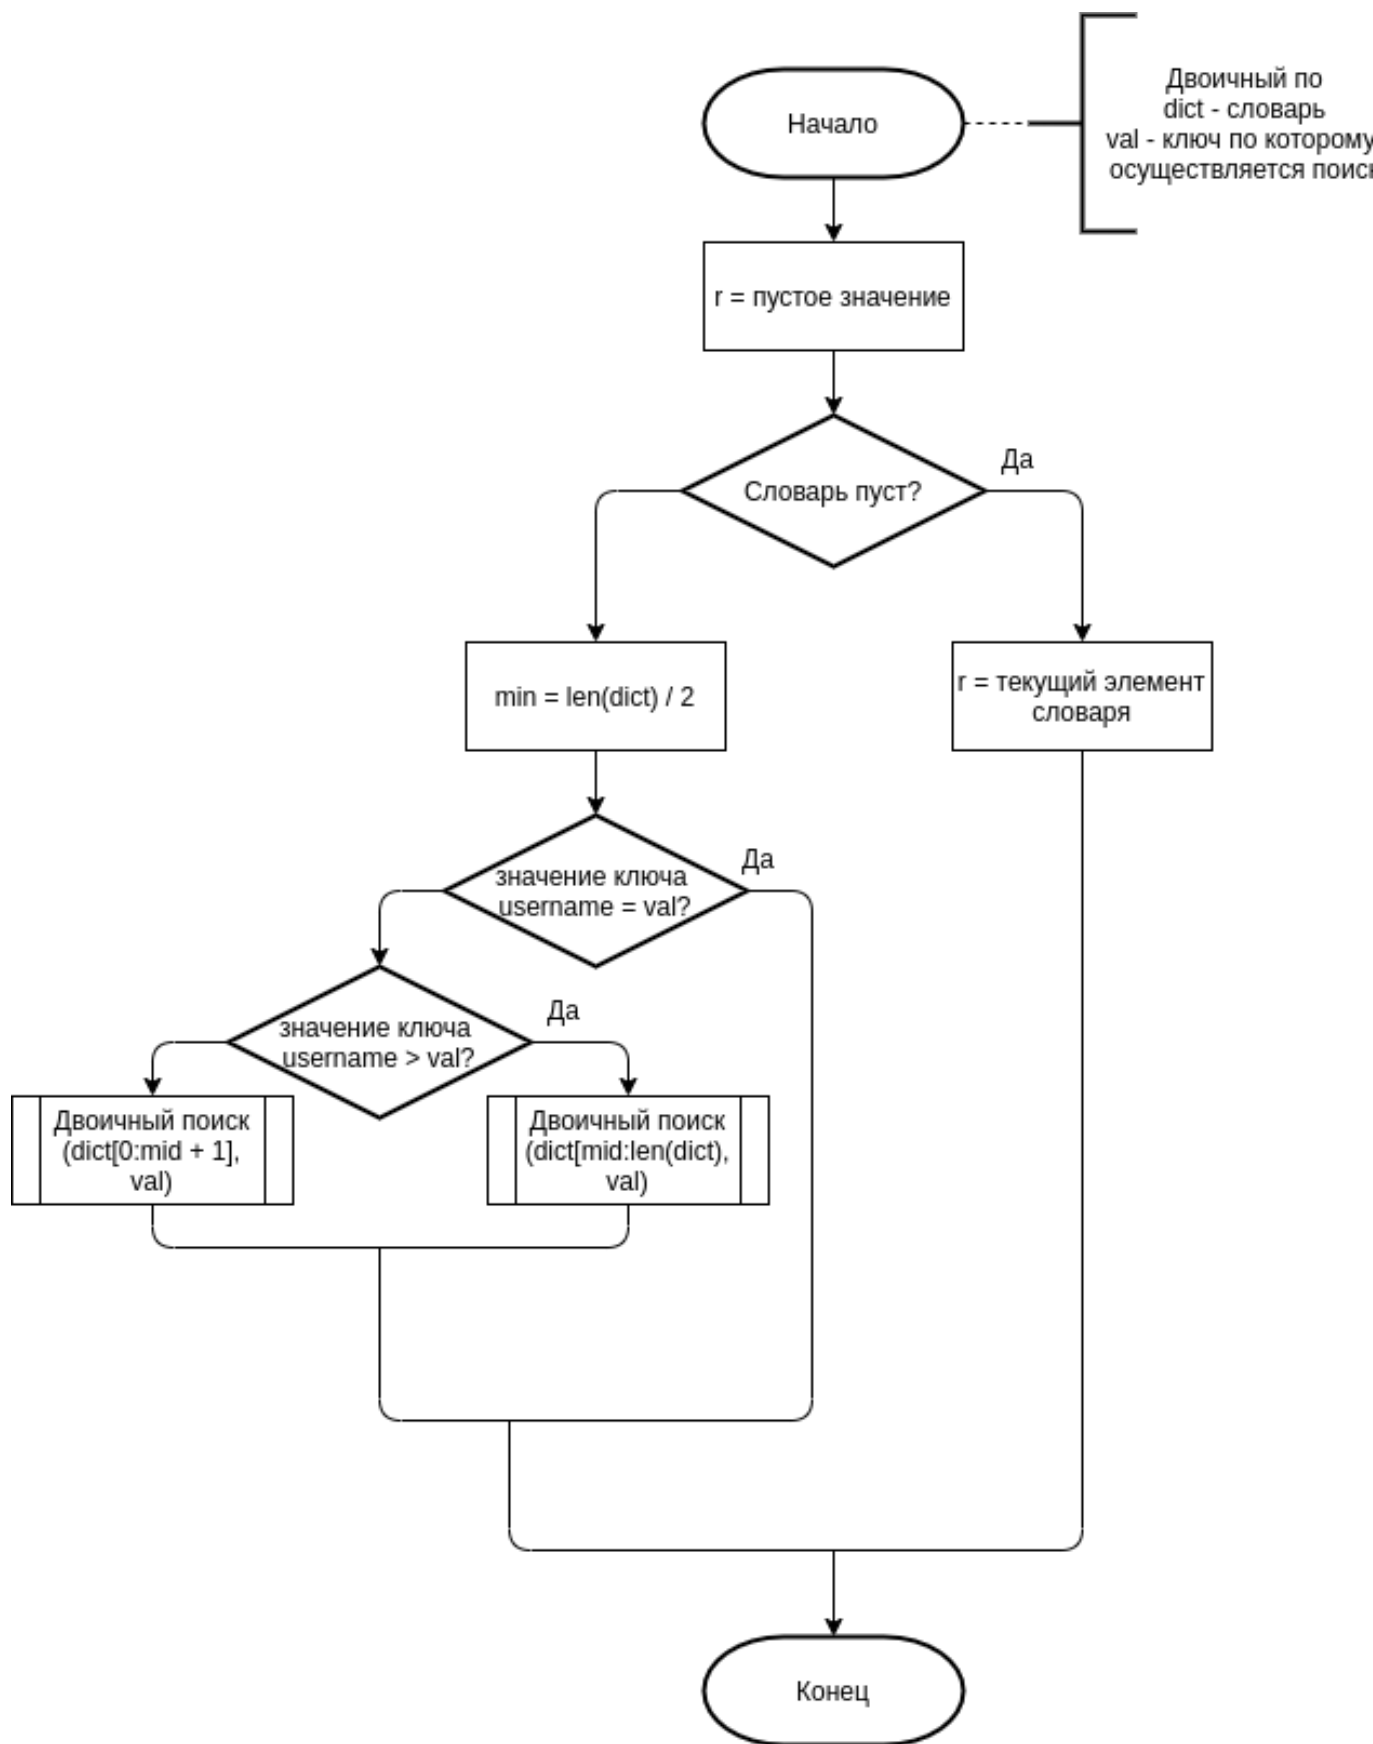 Начало
Двоичный по
dict - словарь
val - ключ по которому
осуществляется поиск
r = пустое значение
Словарь пуст?
Да
min = len(dict) / 2
r = текущий элемент
словаря
значение ключа
username = val?
Да
значение ключа
username > val?
Да
Двоичный поиск
(dict[0:mid + 1],
val)
Двоичный поиск
(dict[mid:len(dict),
val)
Конец